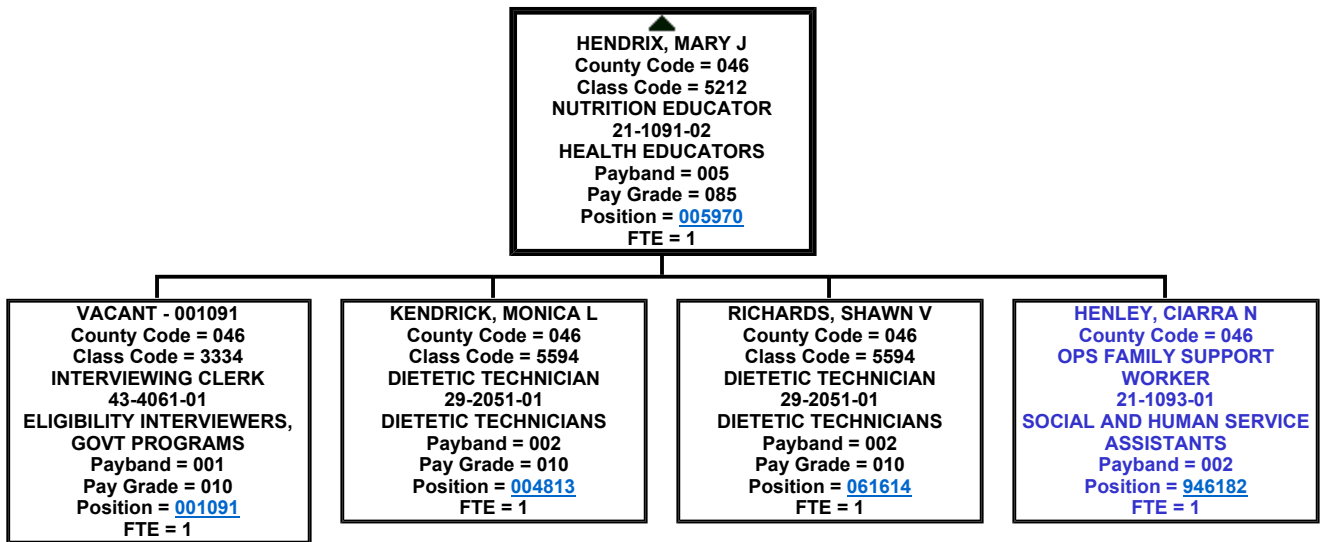 HENDRIX, MARY J
County Code = 046
Class Code = 5212
NUTRITION EDUCATOR
21-1091-02
HEALTH EDUCATORS
Payband = 005
Pay Grade = 085
Position = 005970
FTE = 1
VACANT - 001091
County Code = 046
Class Code = 3334
INTERVIEWING CLERK
43-4061-01
ELIGIBILITY INTERVIEWERS,
GOVT PROGRAMS
Payband = 001
Pay Grade = 010
Position = 001091
FTE = 1
KENDRICK, MONICA L
County Code = 046
Class Code = 5594
DIETETIC TECHNICIAN
29-2051-01
DIETETIC TECHNICIANS
Payband = 002
Pay Grade = 010
Position = 004813
FTE = 1
RICHARDS, SHAWN V
County Code = 046
Class Code = 5594
DIETETIC TECHNICIAN
29-2051-01
DIETETIC TECHNICIANS
Payband = 002
Pay Grade = 010
Position = 061614
FTE = 1
HENLEY, CIARRA N
County Code = 046
OPS FAMILY SUPPORT
WORKER
21-1093-01
SOCIAL AND HUMAN SERVICE
ASSISTANTS
Payband = 002
Position = 946182
FTE = 1